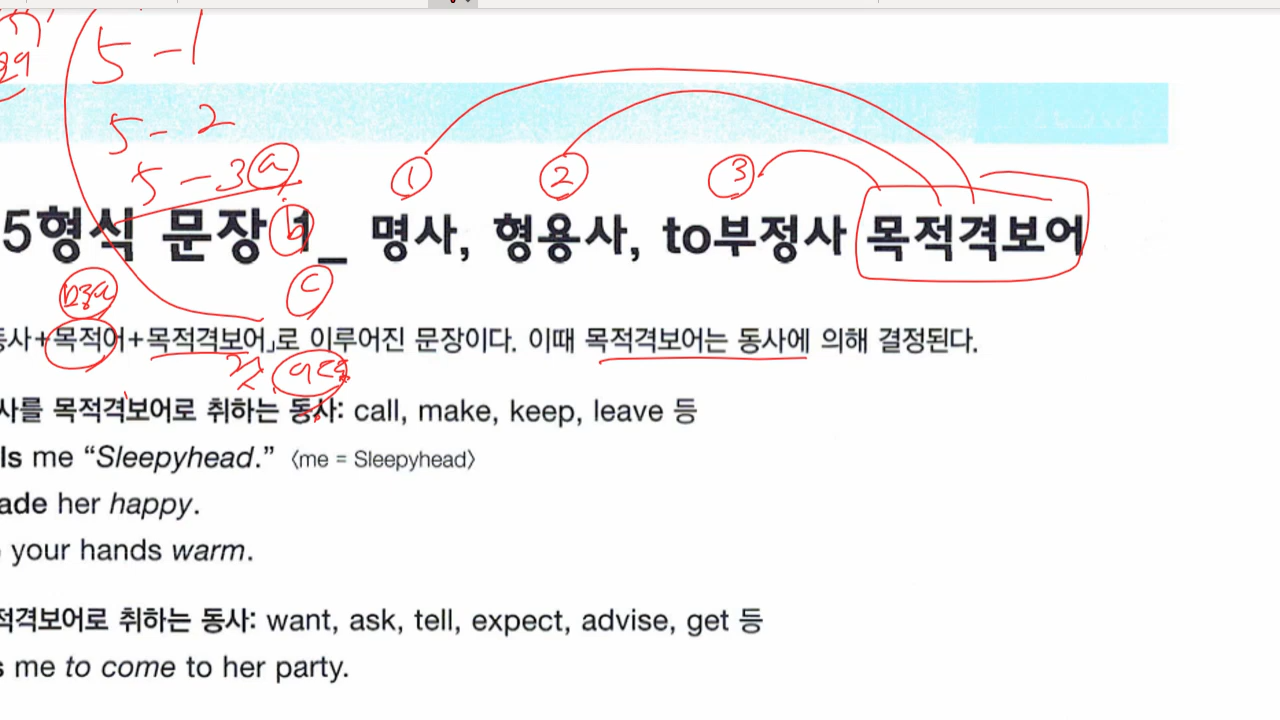 5-1
5-2
5-3 a
① ② ③
5형식 문장 1_ 명사, 형용사, to부정사 목적격보어
b
c
동사+목적어+목적격보어」로 이루어진 문장이다. 이때 목적격보어는 동사에 의해 결정된다.
사를 목적격보어로 취하는 동사: call, make, keep, leave 등
ls me “Sleepyhead.” 〈me = Sleepyhead〉
ade her happy.
your hands warm.
적격보어로 취하는 동사: want, ask, tell, expect, advise, get 등
s me to come to her party.